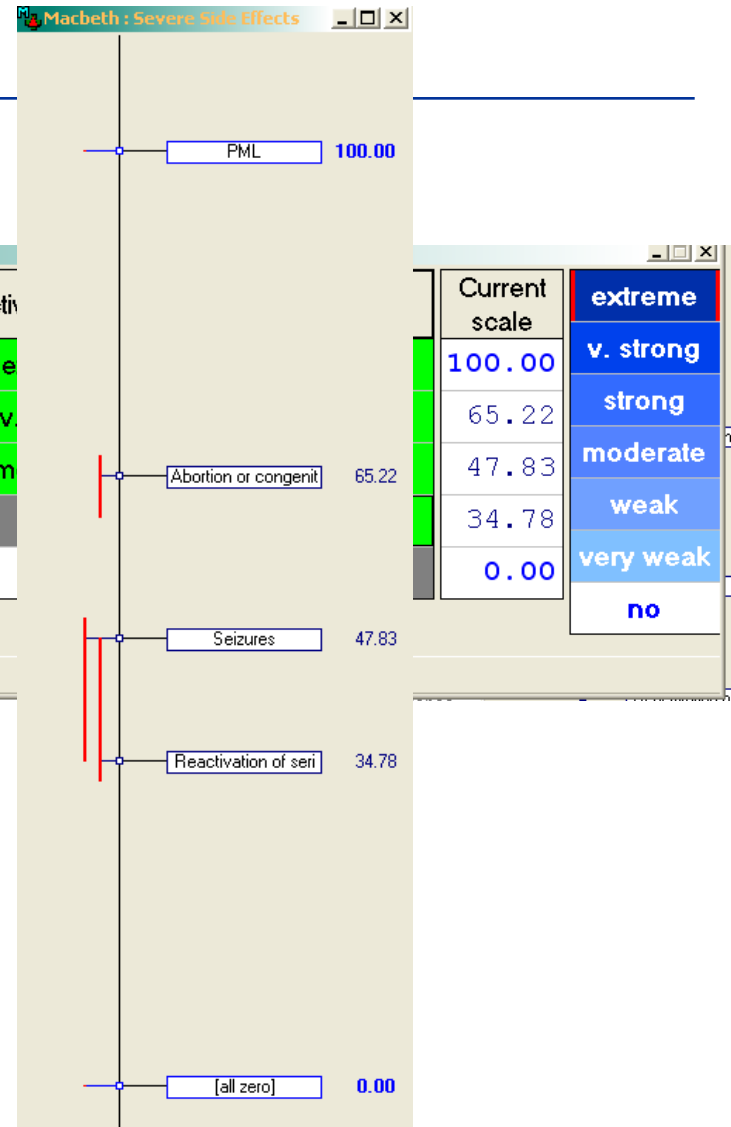 Macbeth : Severe Side Effects
PML 100.00
Abortion or congenit 65.22
Seizures 47.83
Reactivation of seri 34.78
[all zero] 0.00
Current
scale
100.00
65.22
47.83
34.78
0.00
extreme
v. strong
strong
moderate
weak
very weak
no